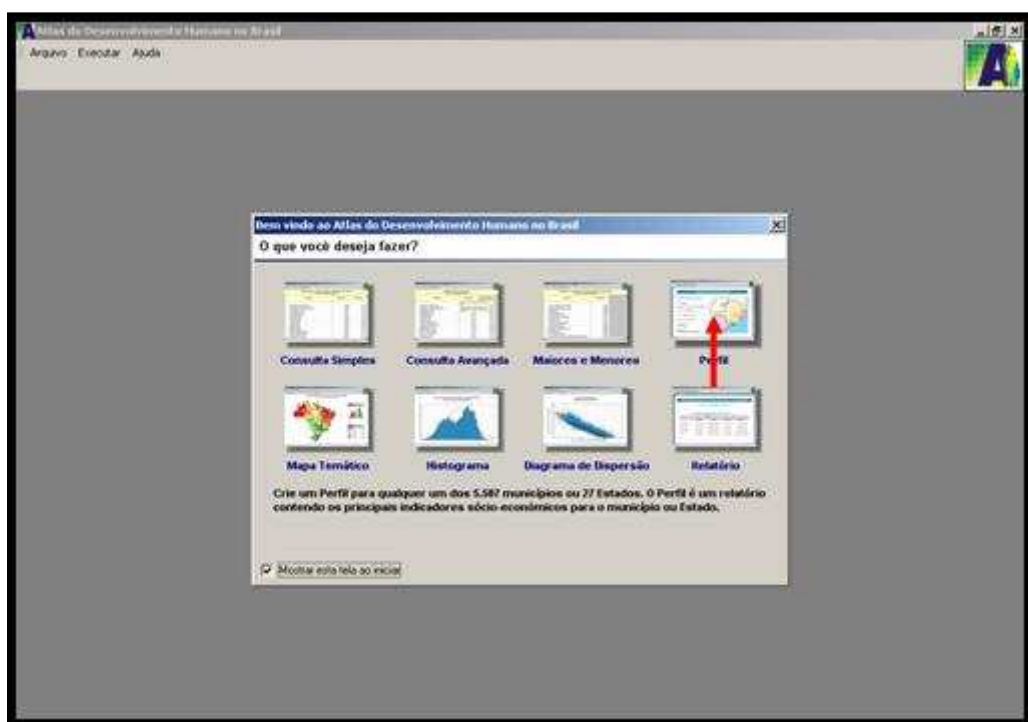 Atlas do Desenvolvimento Humano no Brasil
Arquivo Executar Ajuda
Bem vindo ao Atlas do Desenvolvimento Humano no Brasil
O que você deseja fazer?
Consulta Simples Consulta Avançada Maiores e Menores Perfil
Mapa Temático Histograma Diagrama de Dispersão Relatório
Crie um Perfil para qualquer um dos 5.507 municípios ou 27 Estados. O Perfil é um relatório
contendo os principais indicadores sócio-econômicos para o município ou Estado.
Mostrar esta tela ao iniciar